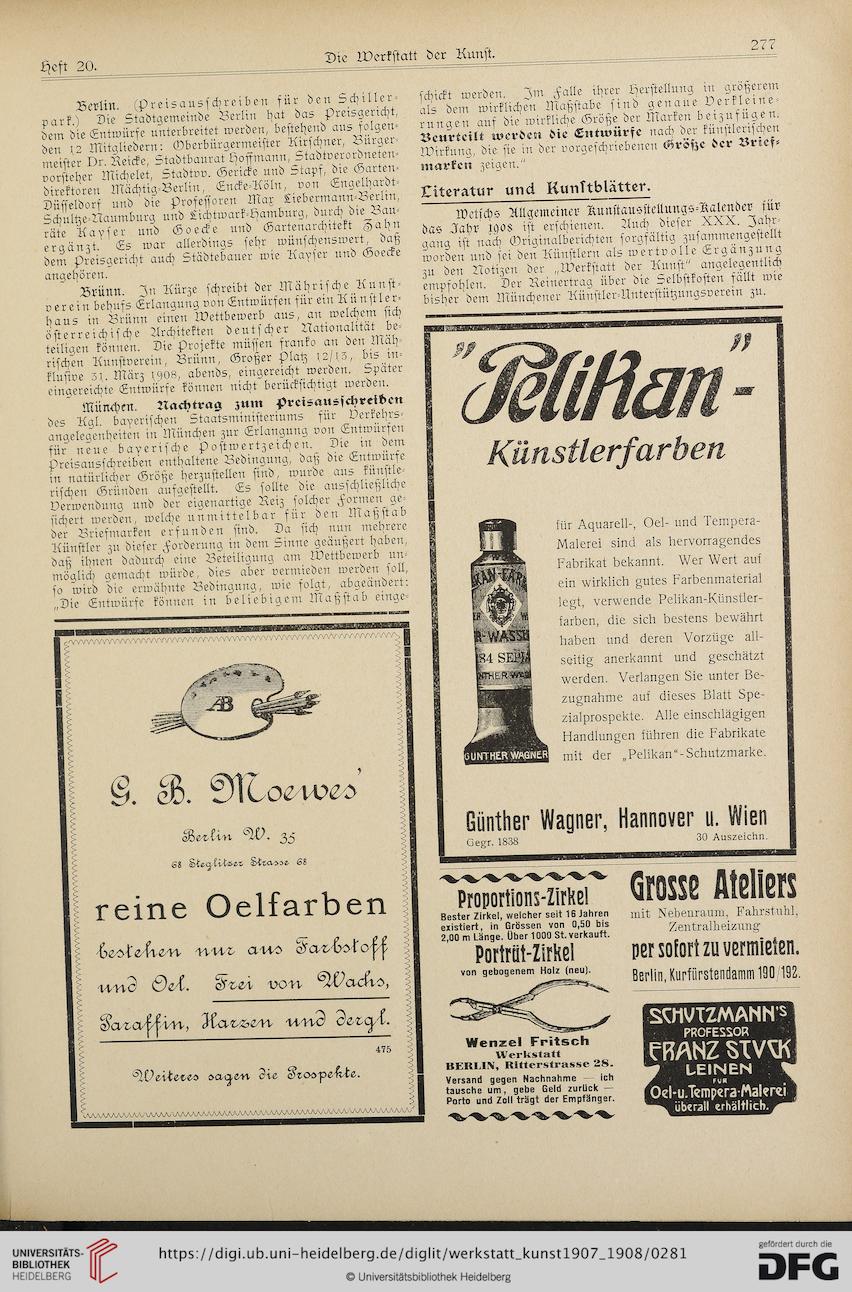 Heft 20.
Die Werkstatt der Kunst.
277
Berlin. (Preisausschreiben für den Schiller-
park.) Die Stadtgemeinde Berlin hat das Preisgericht,
dem die Entwürfe unterbreitet werden, bestehend aus folgen-
den 12 Mitgliedern: Oberbürgermeister Kirschner, Bürger-
meister Dr. Reicke, Stadtbaurat Hoffmann, Stadtverordneten-
vorsteher Michelet, Stadtvv. Gericke und Stapf, die Garten-
direktoren Mächtig-Berlin, Encke-Köln, von Engelhardt-
Düsseldorf und die Professoren Max Liebermann-Berlin,
Schultze-Naumburg und Lichtwark-Hamburg, durch die Bau-
räte Kayser und Goecke und Gartenarchitekt Zahn
ergänzt. Es war allerdings sehr wünschenswert, daß
dem Preisgericht auch Städtebauer wie Kayser und Goecke
angehören.
Brünn. In Kürze schreibt der Mährische Kunst-
verein behufs Erlangung von Entwürfen für ein Künstler-
haus in Brünn einen Wettbewerb aus, an welchem sich
österreichische Architekten deutscher Nationalität be-
teiligen können. Die Projekte müssen franko an den Mäh-
rischen Kunstverein, Brünn, Großer Platz 12/13, bis in-
klusive 31. März 1908, abends, eingereicht werden. Später
eingereichte Entwürfe können nicht berücksichtigt werden.
München. Nachtrag zum Preisausschreiben
des Kgl. bayerischen Staatsministeriums für Verkehrs-
angelegenheiten in München zur Erlangung von Entwürfen
für neue bayerische Postwertzeichen. Die in dem
Preisausschreiben enthaltene Bedingung, daß die Entwürfe
in natürlicher Größe herzustellen sind, wurde aus künstle-
rischen Gründen aufgestellt. Es sollte die ausschließliche
Verwendung und der eigenartige Reiz solcher Formen ge-
sichert werden, welche unmittelbar für den Maßstab
der Briefmarken erfunden sind. Da sich nun mehrere
Künstler zu dieser Forderung in dem Sinne geäußert haben,
daß ihnen dadurch eine Beteiligung am Wettbewerb un-
möglich gemacht würde, dies aber vermieden werden soll,
so wird die erwähnte Bedingung, wie folgt, abgeändert:
„Die Entwürfe können in beliebigem Maßstab einge-
schickt werden. Im Falle ihrer Herstellung in größerem
als dem wirklichen Maßstabe sind genaue Verkleine-
rungen auf die wirkliche Größe der Marken beizufügen.
Beurteilt werden die Entwürfe nach der künstlerischen
Wirkung, die sie in der vorgeschriebenen Größe der Brief-
marken zeigen.“
Literatur und Kunstblätter.
Wetschs Allgemeiner Kunstausstellungs-Kalender für
das Jahr 1908 ist erschienen. Auch dieser XXX. Jahr-
gang ist nach Originalberichten sorgfältig zusammengestellt
worden und sei den Künstlern als wertvolle Ergänzung
zu den Notizen der „Werkstatt der Kunst“ angelegentlich
empfohlen. Der Reinertrag über die Selbstkosten fällt wie
bisher dem Münchener Künstler-Unterstützungsverein zu.
"Pelikan"-
Künstlerfarben
für Aquarell-, Oel- und Tempera-
Malerei sind als hervorragendes
Fabrikat bekannt. Wer Wert auf
ein wirklich gutes Farbenmaterial
legt, verwende Pelikan-Künstler-
farben, die sich bestens bewährt
haben und deren Vorzüge all-
seitig anerkannt und geschätzt
werden. Verlangen Sie unter Be-
zugnahme auf dieses Blatt Spe-
zialprospekte. Alle einschlägigen
Handlungen führen die Fabrikate
mit der „Pelikan“-Schutzmarke.
KAN-FAR
R-WASSE
84 SEPIA
NTHER WAG
GÜNTHER WAGNER
Günther Wagner, Hannover u. Wien
Gegr. 1838
30 Auszeichn.
AB
G. B. Moewes'
Berlin W. 35
68 Steglitzer Strasse 68
reine Oelfarben
bestehen nur aus Farbstoff
und Oel. Frei von Wachs,
Paraffin, Harzen und dergl.
475
Weiteres sagen die Prospekte.
Proportions-Zirkel
Bester Zirkel, welcher seit 16 Jahren
existiert, in Grössen von 0,50 bis
2,00 m Länge. Über 1000 St. verkauft.
Porträt-Zirkel
von gebogenem Holz (neu).
Wenzel Fritsch
Werkstatt
BERLIN, Ritterstrasse 28.
Versand gegen Nachnahme — ich
tausche um, gebe Geld zurück —
Porto und Zoll trägt der Empfänger.
Grosse Ateliers
mit Nebenraum, Fahrstuhl,
Zentralheizung
per sofort zu vermieten.
Berlin, Kurfürstendamm 190/192.
SCHVTZMANN'S
PROFESSOR
FRANZ STVCK
LEINEN
FUR
Oel-u. Tempera-Malerei
überall erhältlich.
UNIVERSITÄTS-
BIBLIOTHEK
HEIDELBERG
https://digi.ub.uni-heidelberg.de/diglit/werkstatt_kunst1907_1908/0281
© Universitätsbibliothek Heidelberg
gefördert durch die
DFG